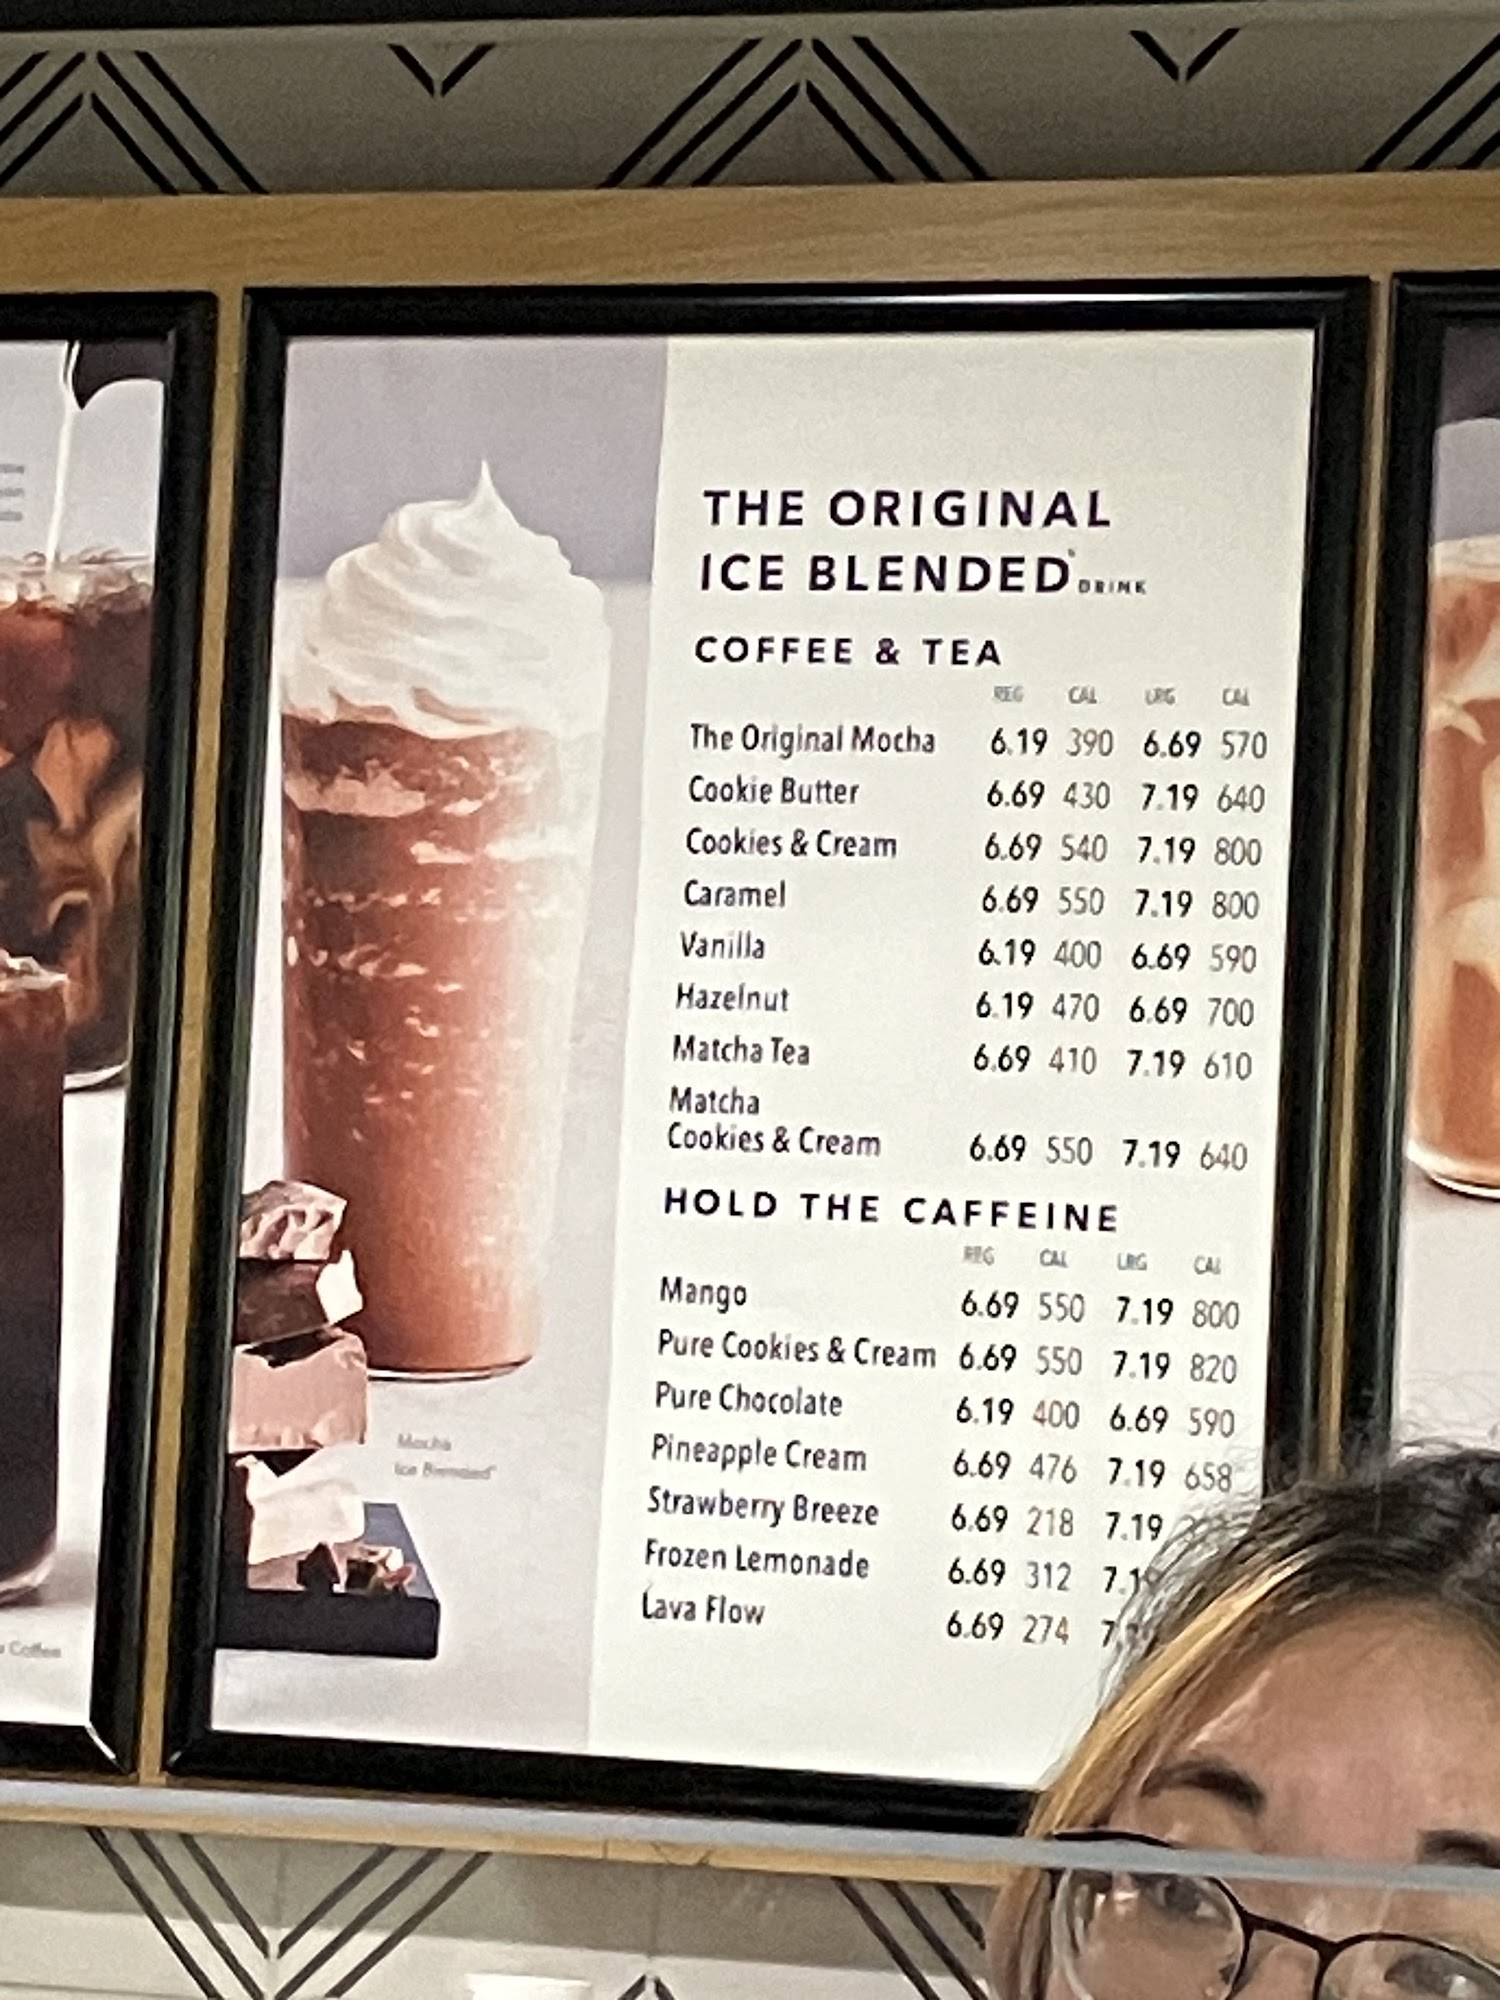 THE ORIGINAL
ICE BLENDED® DRINK
COFFEE & TEA
REG CAL LRG CAL
The Original Mocha 6.19 390 6.69 570
Cookie Butter 6.69 430 7.19 640
Cookies & Cream 6.69 540 7.19 800
Caramel 6.69 550 7.19 800
Vanilla 6.19 400 6.69 590
Hazelnut 6.19 470 6.69 700
Matcha Tea 6.69 410 7.19 610
Matcha
Cookies & Cream 6.69 550 7.19 640
HOLD THE CAFFEINE
REG CAL LRG CAL
Mango 6.69 550 7.19 800
Pure Cookies & Cream 6.69 550 7.19 820
Pure Chocolate 6.19 400 6.69 590
Pineapple Cream 6.69 476 7.19 658
Strawberry Breeze 6.69 218 7.19
Frozen Lemonade 6.69 312
Lava Flow 6.69 274
Mocha
Ice Blended®
Coffee